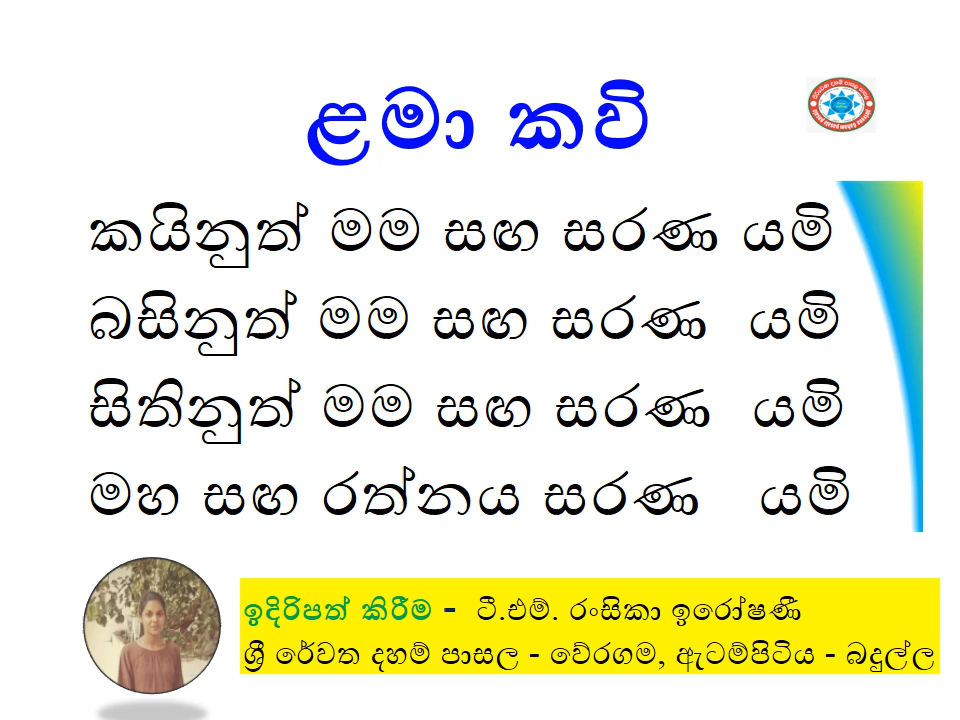 ළමා කවි
කයිනුත් මම සඟ සරණ යමි
බසිනුත් මම සඟ සරණ යමි
සිතිනුත් මම සඟ සරණ යමි
මහ සඟ රත්නය සරණ යමි
ඉදිරිපත් කිරීම - ටී.එම්. රංසිකා ඉරෝෂණී
ශ්‍රී රේවත දහම් පාසල - වේරගම, ඇටම්පිටිය - බදුල්ල